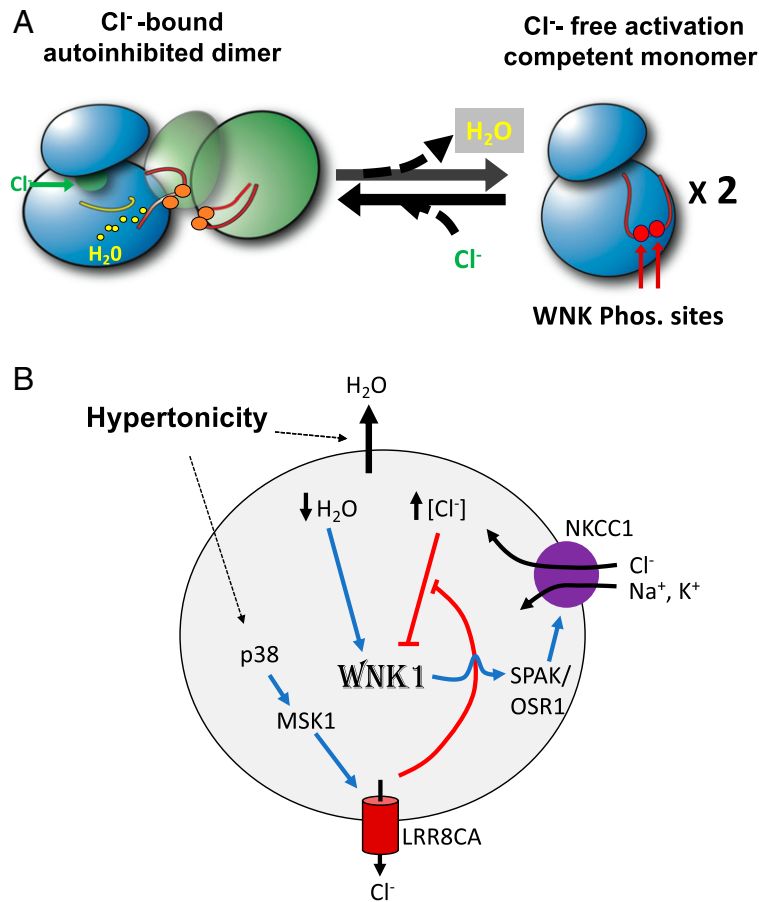 A
Cl⁻ -bound
autoinhibited dimer
Cl⁻- free activation
competent monomer
H₂O
Cl⁻
X 2
H₂0
Cl⁻
WNK Phos. sites
B
H₂O
Hypertonicity
H₂O
[Cl⁻]
NKCC1
Cl⁻
Na⁺, K⁺
p38
WNK1
SPAK/
OSR1
MSK1
LRR8CA
Cl⁻